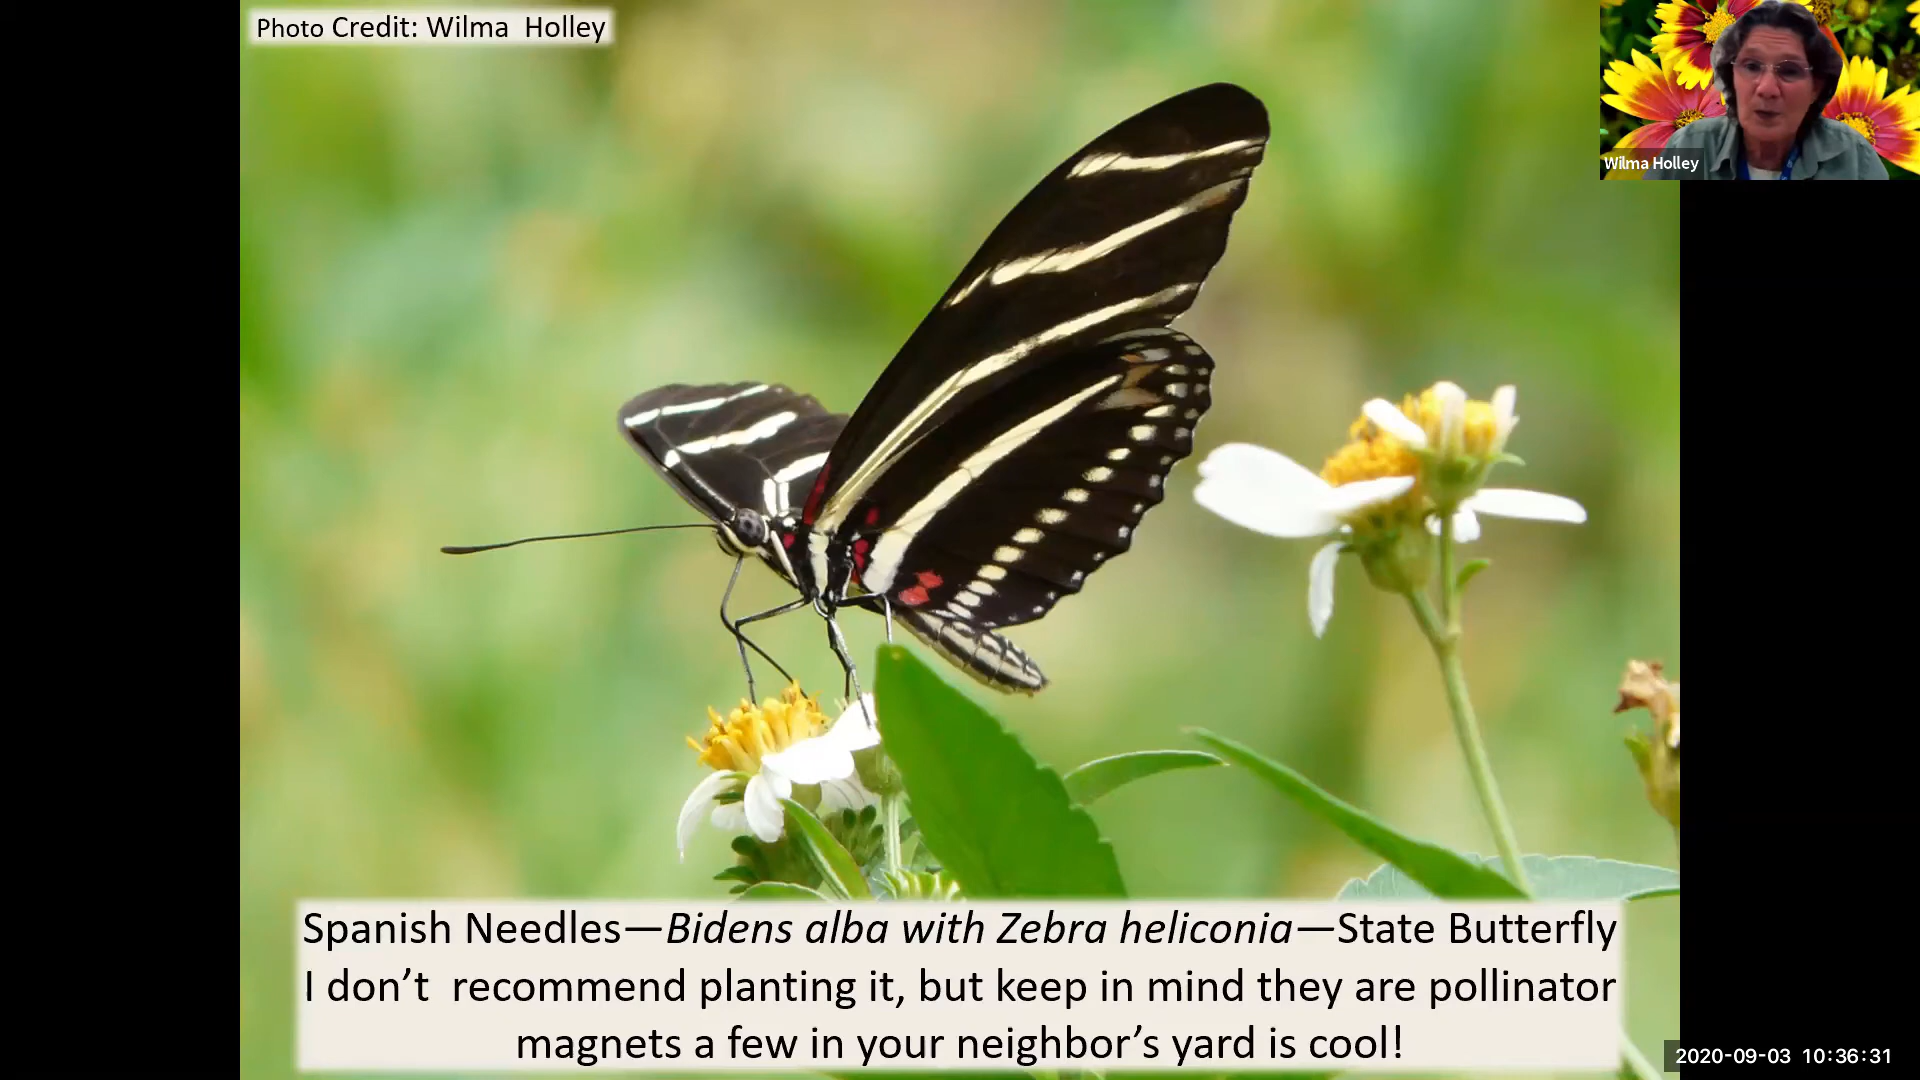 Photo Credit: Wilma Holley
Wilma Holley
Spanish Needles—Bidens alba with Zebra heliconia—State Butterfly
I don’t recommend planting it, but keep in mind they are pollinator
magnets a few in your neighbor’s yard is cool!
2020-09-03 10:36:31